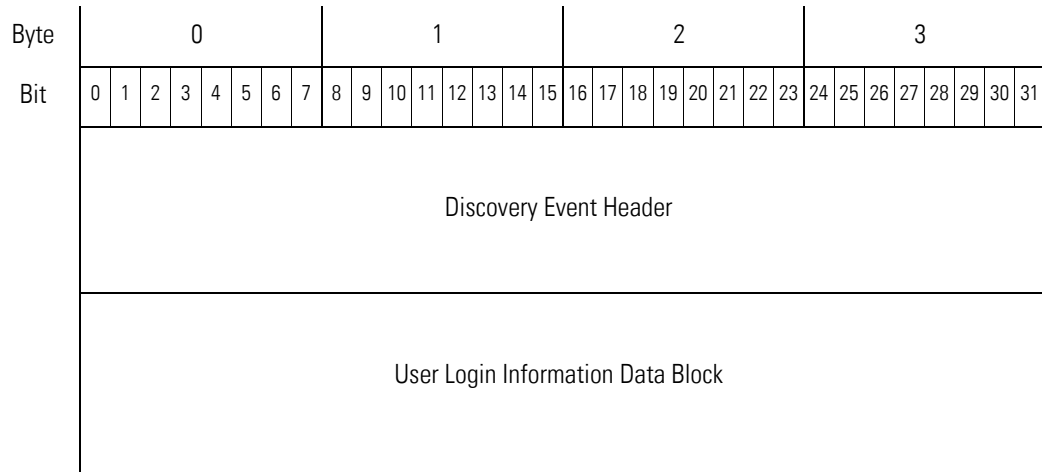 Byte 0 1 2 3
Bit 0 1 2 3 4 5 6 7 8 9 10 11 12 13 14 15 16 17 18 19 20 21 22 23 24 25 26 27 28 29 30 31
Discovery Event Header
User Login Information Data Block